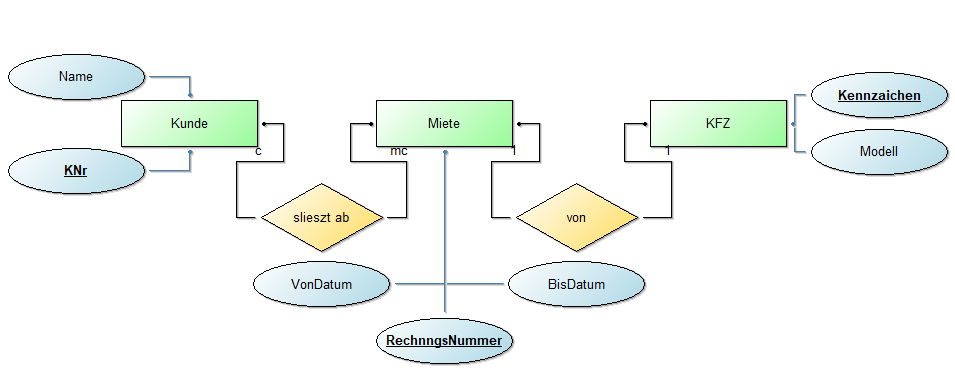 Name
Kennzaichen
Kunde
Miete
KFZ
c
mc
1
1
KNr
Modell
slieszt ab
von
VonDatum
BisDatum
RechnngsNummer